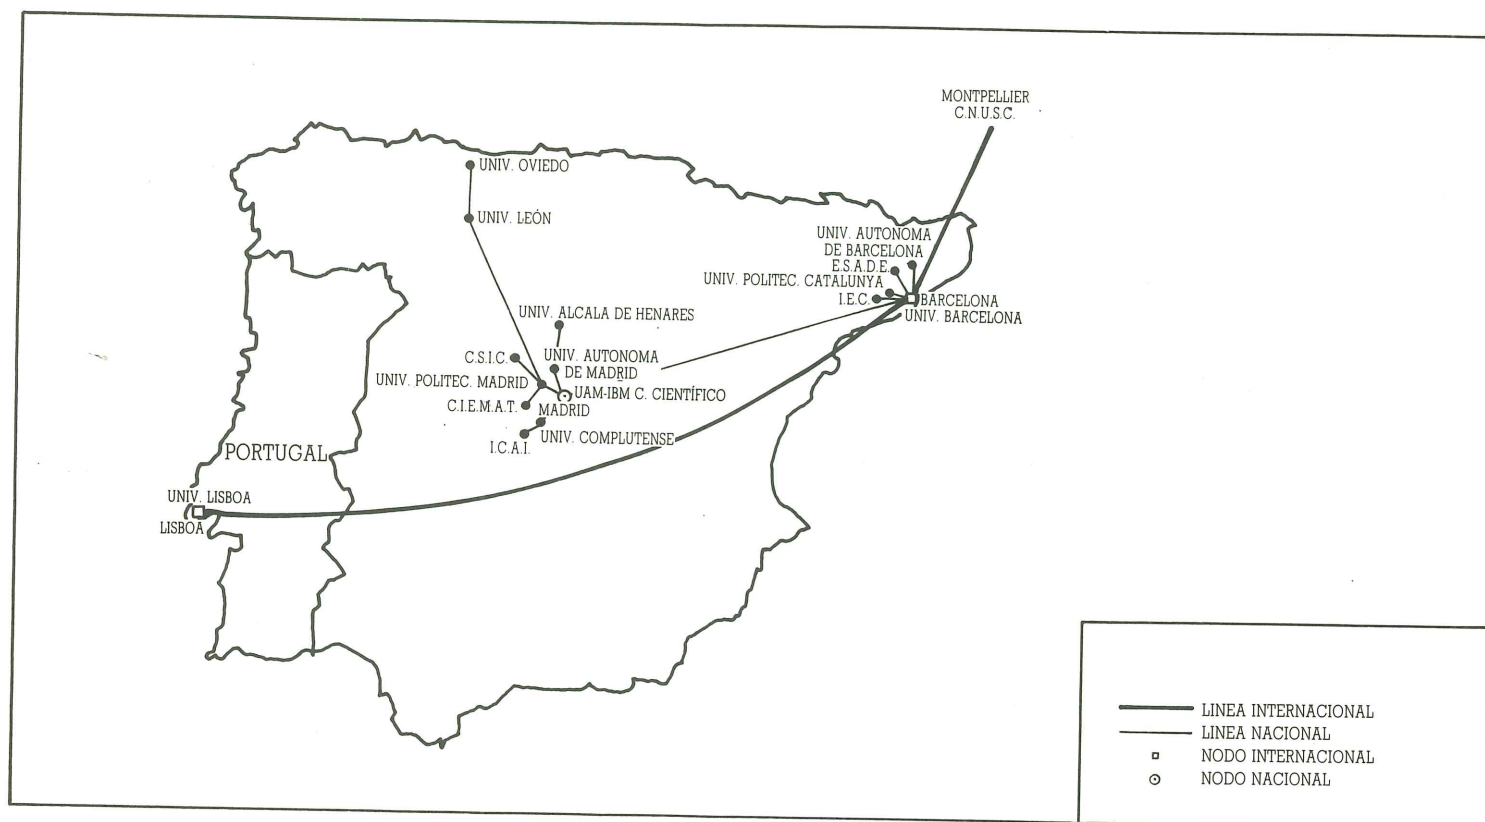 MONTPELLIER
C.N.U.S.C.
UNIV. OVIEDO
UNIV. LEÓN
UNIV. AUTONOMA
DE BARCELONA
E.S.A.D.E.
UNIV. POLITEC. CATALUNYA
I.E.C.
BARCELONA
UNIV. BARCELONA
UNIV. ALCALA DE HENARES
C.S.I.C.
UNIV. AUTONOMA
DE MADRID
UNIV. POLITEC. MADRID
UAM-IBM C. CIENTÍFICO
C.I.E.M.A.T.
MADRID
UNIV. COMPLUTENSE
I.C.A.I.
PORTUGAL
UNIV. LISBOA
LISBOA
LINEA INTERNACIONAL
LINEA NACIONAL
NODO INTERNACIONAL
NODO NACIONAL